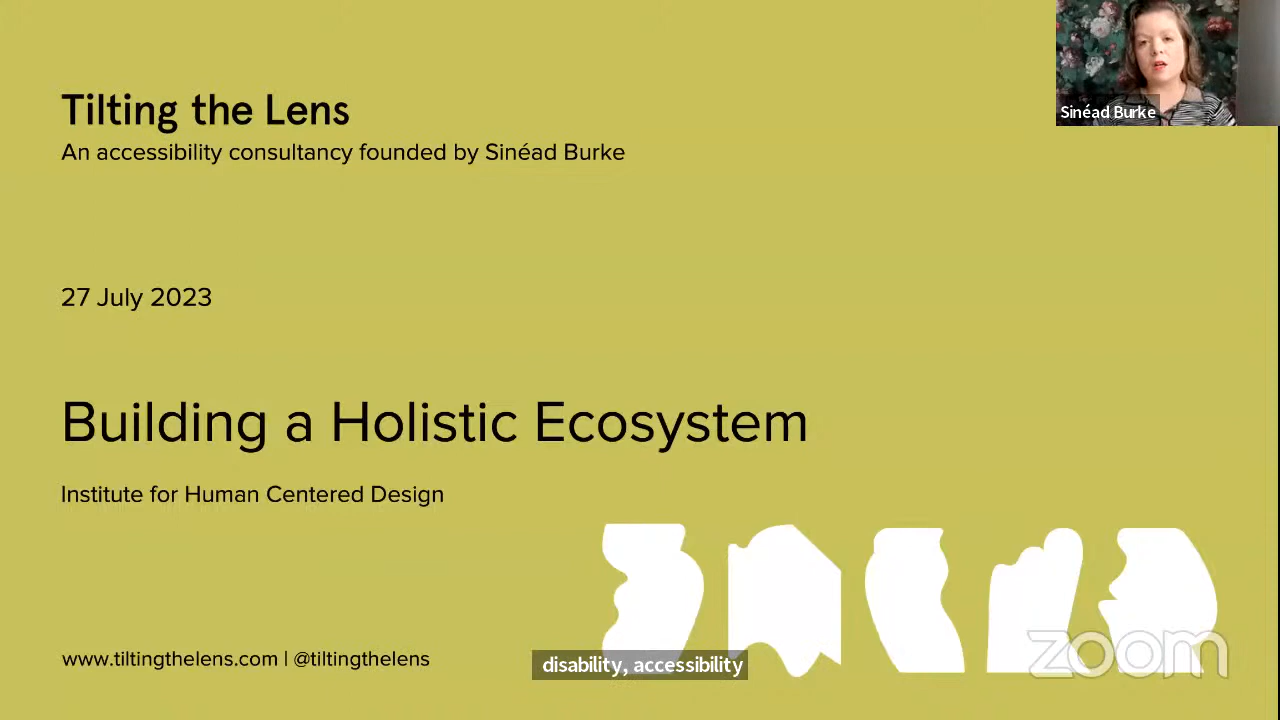 Tilting the Lens
An accessibility consultancy founded by Sinéad Burke
Sinéad Burke
27 July 2023
Building a Holistic Ecosystem
Institute for Human Centered Design
www.tiltingthelens.com | @tiltingthelens
disability, accessibility
zoom